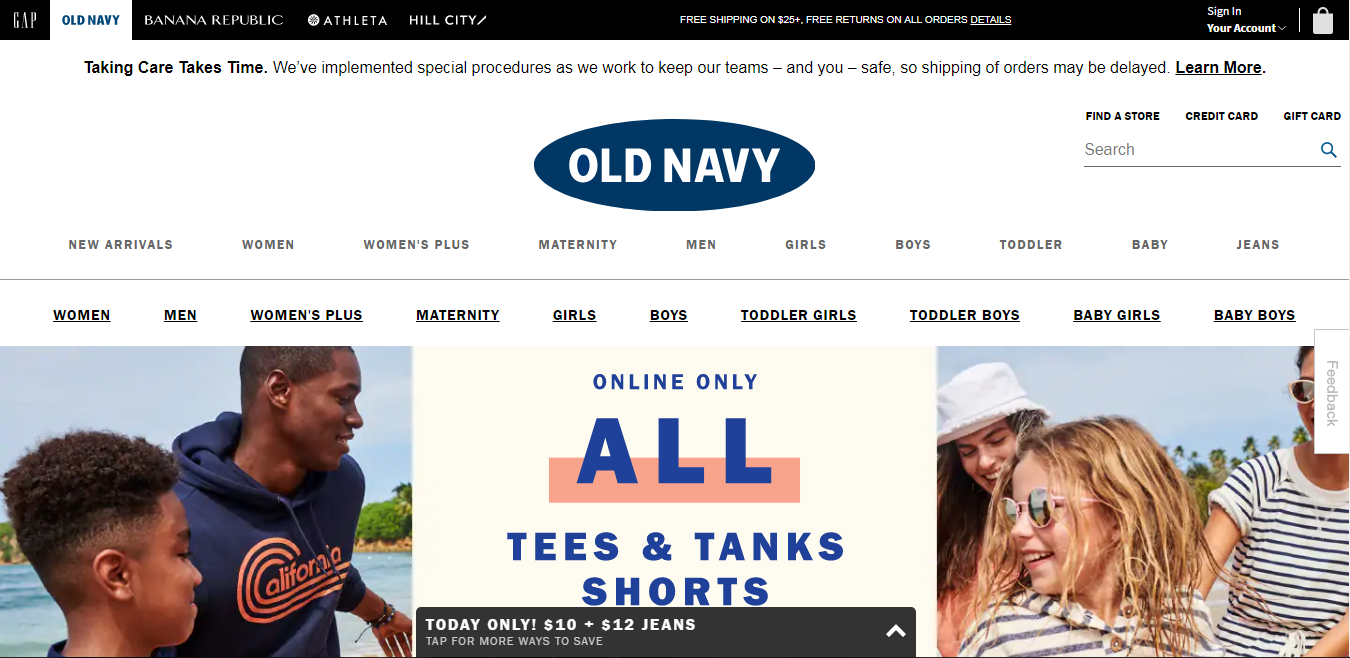 GAP OLD NAVY BANANA REPUBLIC ATHLETA HILL CITY
FREE SHIPPING ON $25+, FREE RETURNS ON ALL ORDERS DETAILS
Sign In
Your Account
Taking Care Takes Time. We’ve implemented special procedures as we work to keep our teams – and you – safe, so shipping of orders may be delayed. Learn More.
FIND A STORE CREDIT CARD GIFT CARD
Search
OLD NAVY
NEW ARRIVALS WOMEN WOMEN'S PLUS MATERNITY MEN GIRLS BOYS TODDLER BABY JEANS
WOMEN MEN WOMEN'S PLUS MATERNITY GIRLS BOYS TODDLER GIRLS TODDLER BOYS BABY GIRLS BABY BOYS
Feedback
ONLINE ONLY
ALL
TEES & TANKS
SHORTS
California
TODAY ONLY! $10 + $12 JEANS
TAP FOR MORE WAYS TO SAVE